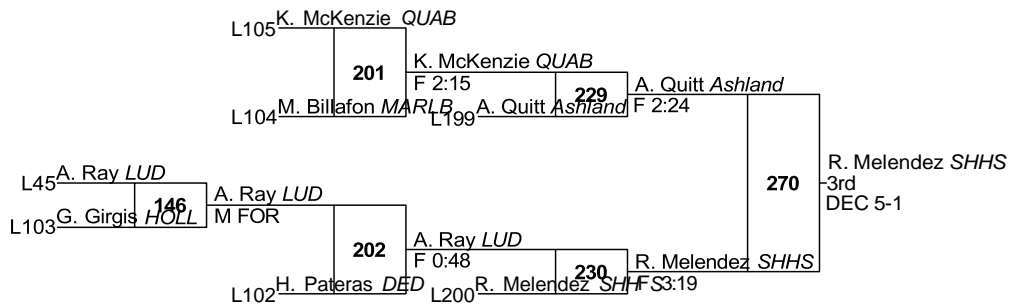 K. McKenzie QUAB
L105
201
K. McKenzie QUAB
F 2:15
M. Billafon MARLB
L104
A. Quitt Ashland
L199
229
A. Quitt Ashland
F 2:24
A. Ray LUD
L45
146
G. Girgis HOLL
L103
A. Ray LUD
M FOR
202
H. Pateras DED
L102
A. Ray LUD
F 0:48
R. Melendez SHHS
L200
230
R. Melendez SHHS
F 3:19
270
R. Melendez SHHS
3rd
DEC 5-1